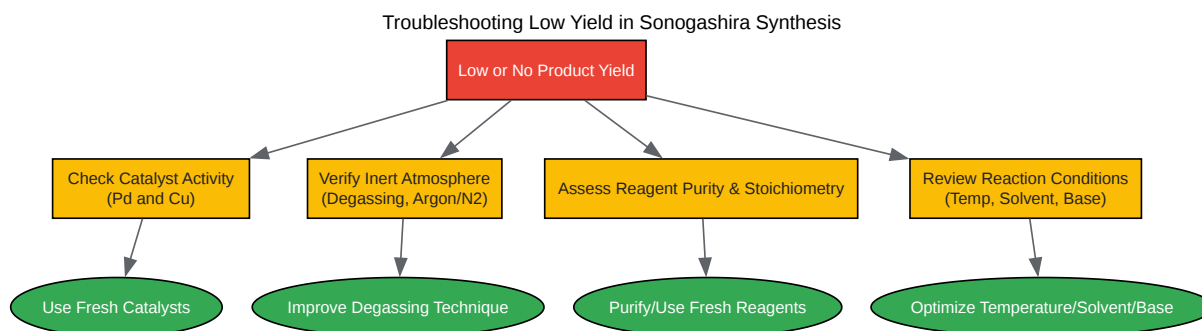 Troubleshooting Low Yield in Sonogashira Synthesis
Low or No Product Yield
Check Catalyst Activity
(Pd and Cu)
Verify Inert Atmosphere
(Degassing, Argon/N2)
Assess Reagent Purity & Stoichiometry
Review Reaction Conditions
(Temp, Solvent, Base)
Use Fresh Catalysts
Improve Degassing Technique
Purify/Use Fresh Reagents
Optimize Temperature/Solvent/Base